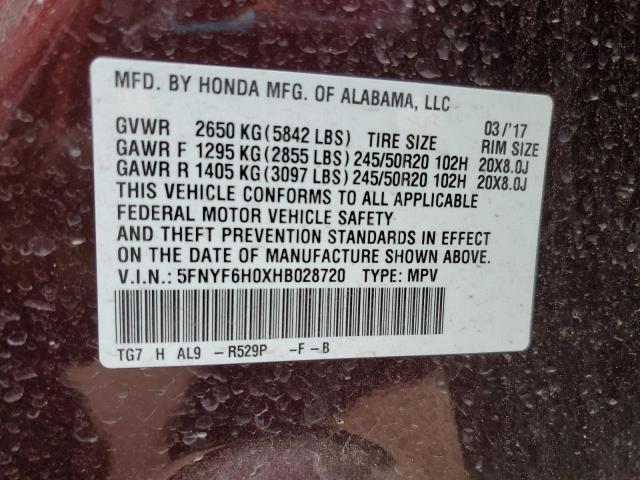 MFD. BY HONDA MFG. OF ALABAMA, LLC
03/'17
GVWR 2650 KG(5842 LBS) TIRE SIZE RIM SIZE
GAWR F 1295 KG(2855 LBS)245/50R20 102H 20X8.0J
GAWR R 1405 KG(3097 LBS)245/50R20 102H 20X8.0J
THIS VEHICLE CONFORMS TO ALL APPLICABLE
FEDERAL MOTOR VEHICLE SAFETY
AND THEFT PREVENTION STANDARDS IN EFFECT
ON THE DATE OF MANUFACTURE SHOWN ABOVE.
V.I.N.: 5FNYF6H0XHB028720 TYPE: MPV
TG7 H AL9 -R529P -F-B